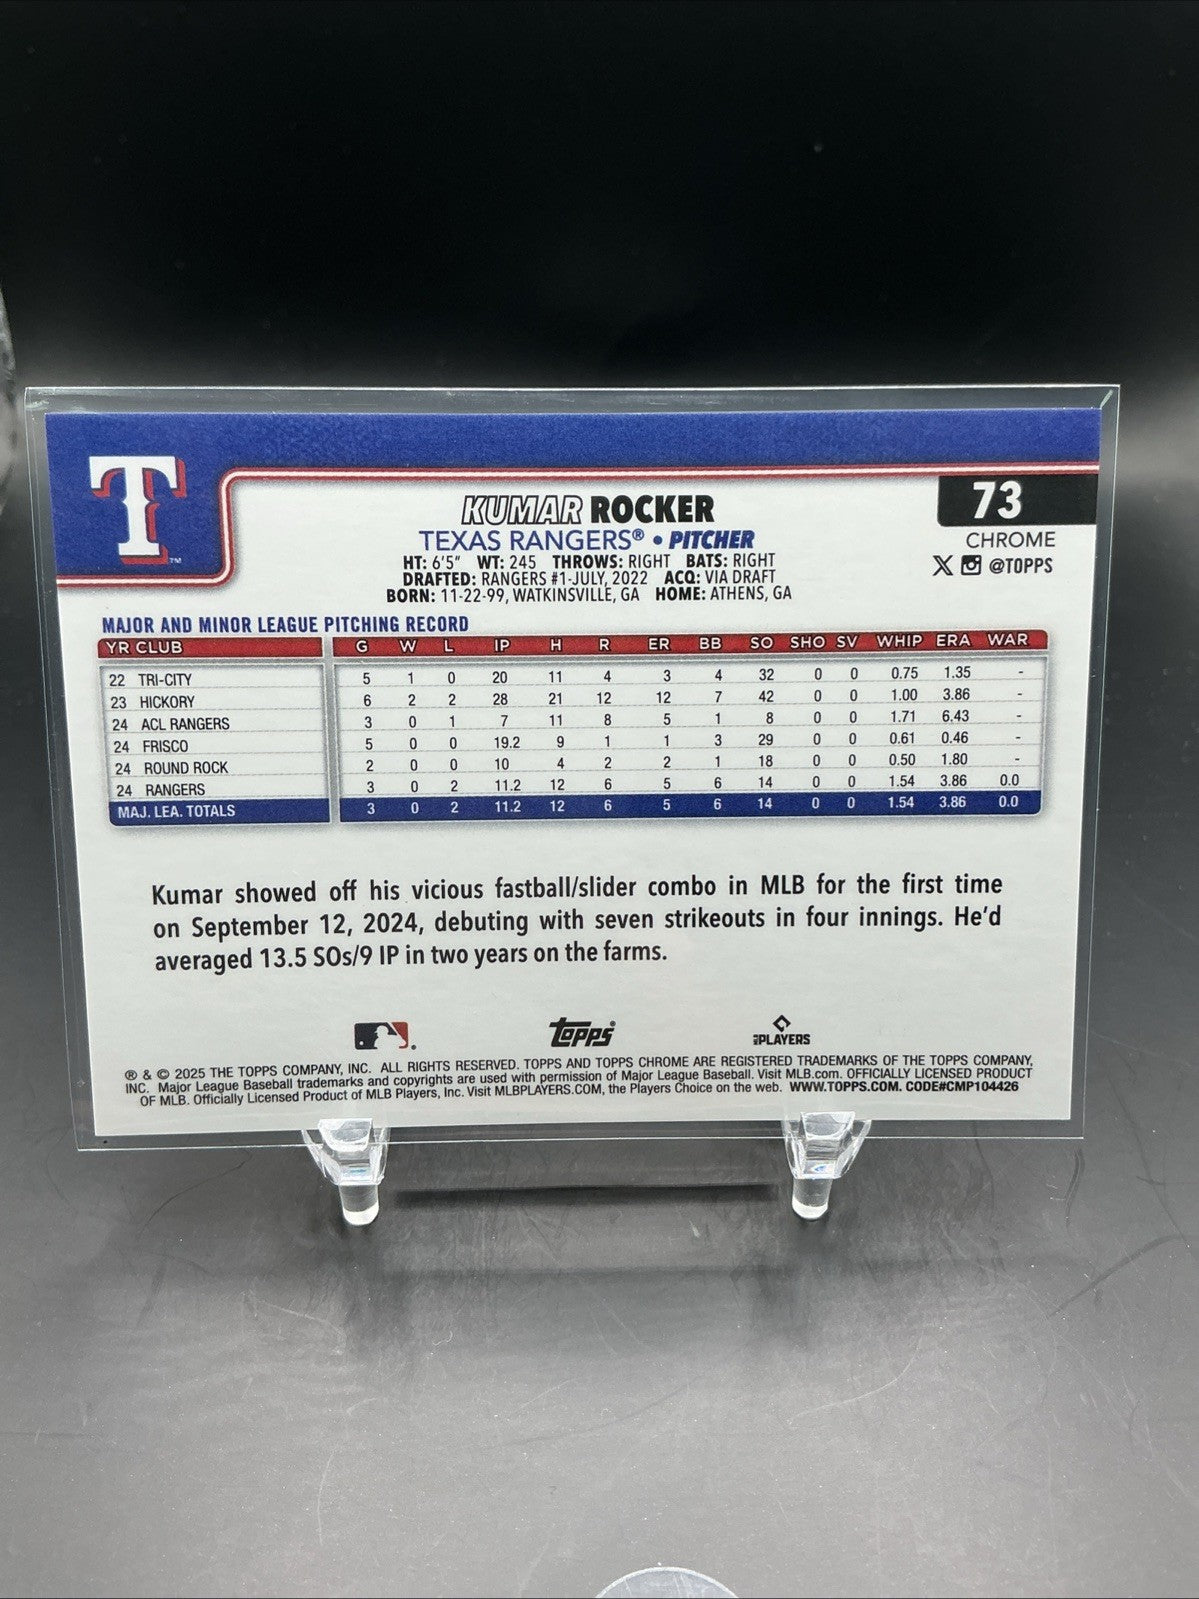 T
™
73
KUMAR ROCKER
CHROME
TEXAS RANGERS® • PITCHER
@TOPPS
HT: 6'5" WT: 245 THROWS: RIGHT BATS: RIGHT
DRAFTED: RANGERS #1-JULY, 2022 ACQ: VIA DRAFT
BORN: 11-22-99, WATKINSVILLE, GA HOME: ATHENS, GA
MAJOR AND MINOR LEAGUE PITCHING RECORD
YR CLUB G W L IP H R ER BB SO SHO SV WHIP ERA WAR
22 TRI-CITY 5 1 0 20 11 4 3 4 32 0 0 0.75 1.35 -
23 HICKORY 6 2 2 28 21 12 12 7 42 0 0 1.00 3.86 -
24 ACL RANGERS 3 0 1 7 11 8 5 1 8 0 0 1.71 6.43 -
24 FRISCO 5 0 0 19.2 9 1 1 3 29 0 0 0.61 0.46 -
24 ROUND ROCK 2 0 0 10 4 2 2 1 18 0 0 0.50 1.80 -
24 RANGERS 3 0 2 11.2 12 6 5 6 14 0 0 1.54 3.86 0.0
MAJ. LEA. TOTALS 3 0 2 11.2 12 6 5 6 14 0 0 1.54 3.86 0.0
Kumar showed off his vicious fastball/slider combo in MLB for the first time
on September 12, 2024, debuting with seven strikeouts in four innings. He'd
averaged 13.5 SOs/9 IP in two years on the farms.
topps® PLAYERS
® & © 2025 THE TOPPS COMPANY, INC. ALL RIGHTS RESERVED. TOPPS AND TOPPS CHROME ARE REGISTERED TRADEMARKS OF THE TOPPS COMPANY,
INC. Major League Baseball trademarks and copyrights are used with permission of Major League Baseball. Visit MLB.com. OFFICIALLY LICENSED PRODUCT
OF MLB. Officially Licensed Product of MLB Players, Inc. Visit MLBPLAYERS.COM, the Players Choice on the web. WWW.TOPPS.COM. CODE#CMP104426